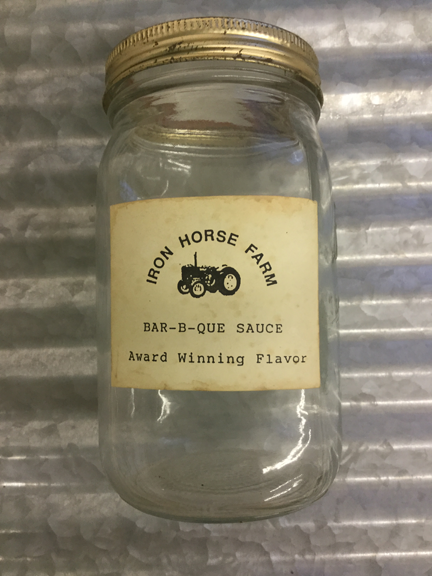 IRON HORSE FARM
BAR-B-QUE SAUCE
Award Winning Flavor